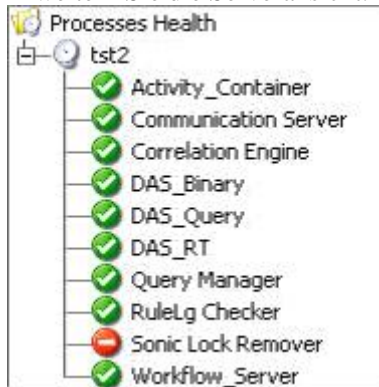 Processes Health
tst2
Activity_Container
Communication Server
Correlation Engine
DAS_Binary
DAS_Query
DAS_RT
Query Manager
RuleLg Checker
Sonic Lock Remover
Workflow_Server